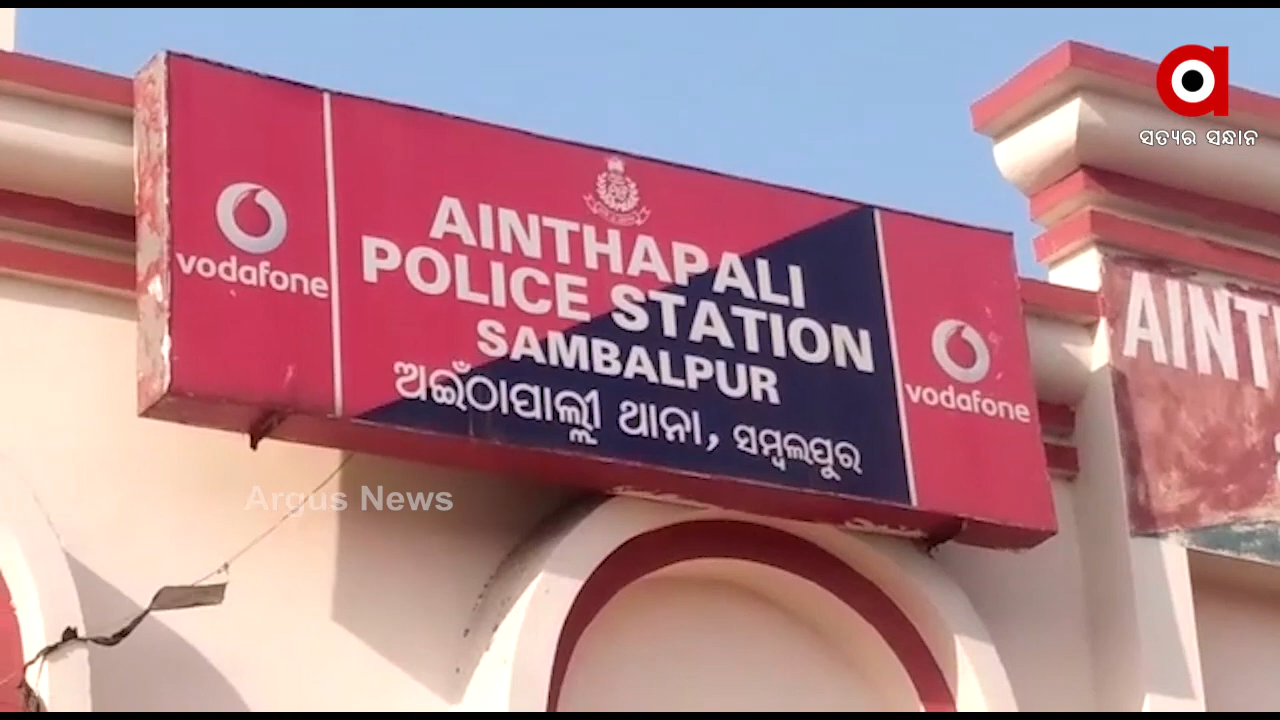 ସତ୍ୟର ସନ୍ଧାନ
vodafone
AINTHAPALI
POLICE STATION
SAMBALPUR
ଅଇଁଠାପାଲ୍ଲୀ ଥାନା, ସମ୍ବଲପୁର
vodafone
AINT
Argus News